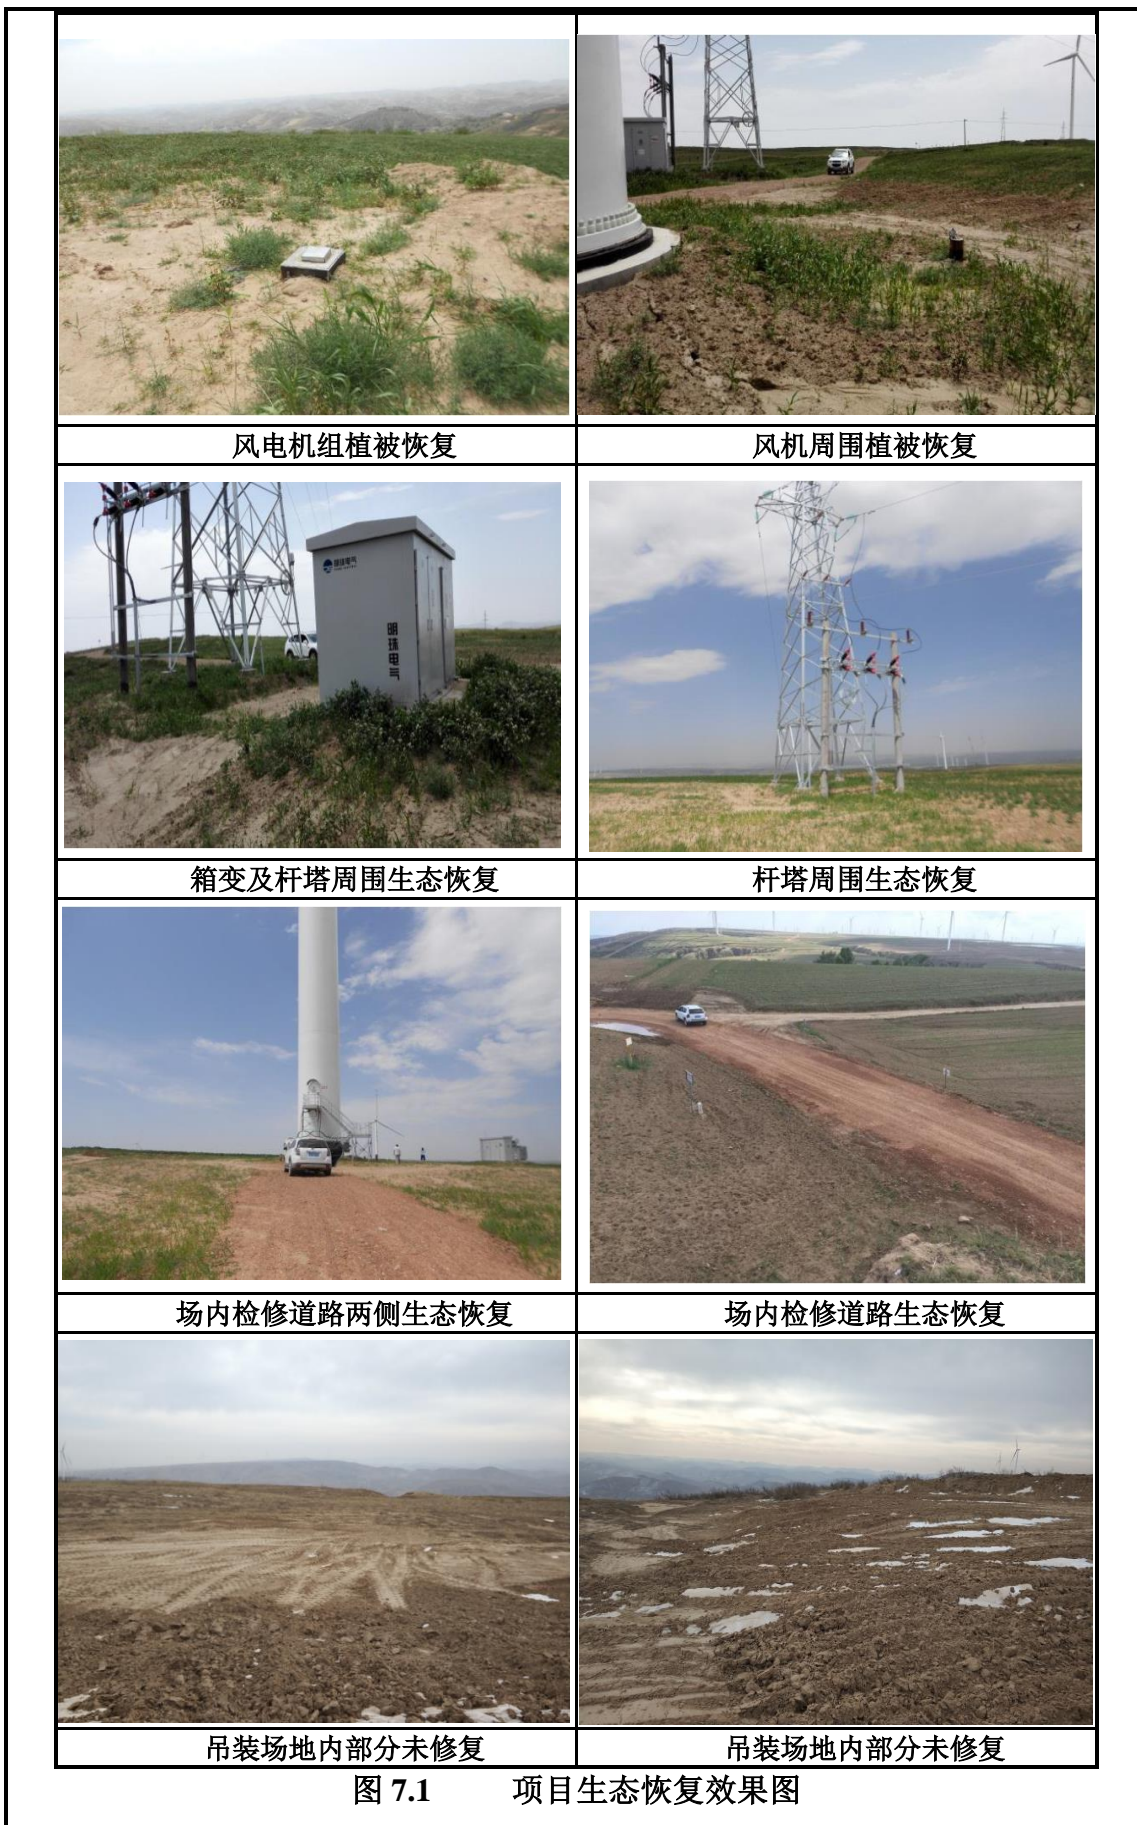 风电机组植被恢复
风机周围植被恢复
明珠电气
明珠电气
箱变及杆塔周围生态恢复
杆塔周围生态恢复
场内检修道路两侧生态恢复
场内检修道路生态恢复
吊装场地内部分未修复
吊装场地内部分未修复
图 7.1 项目生态恢复效果图